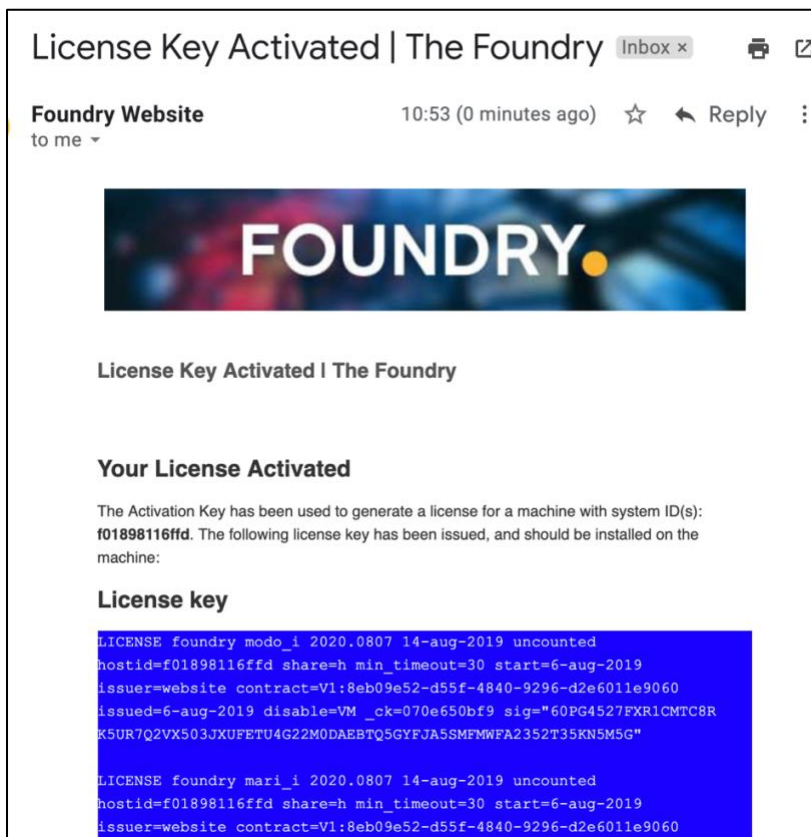 License Key Activated | The Foundry Inbox ×
Foundry Website 10:53 (0 minutes ago) Reply
to me
FOUNDRY.
License Key Activated | The Foundry
Your License Activated
The Activation Key has been used to generate a license for a machine with system ID(s):
f01898116ffd. The following license key has been issued, and should be installed on the
machine:
License key
LICENSE foundry modo_i 2020.0807 14-aug-2019 uncounted
hostid=f01898116ffd share=h min_timeout=30 start=6-aug-2019
issuer=website contract=V1:8eb09e52-d55f-4840-9296-d2e6011e9060
issued=6-aug-2019 disable=VM _ck=070e650bf9 sig="60PG4527FXR1CMTC8R
K5UR7Q2VX503JXUFETU4G22M0DAEBTQ5GYFJA5SMFMWFA2352T35KN5M5G"
LICENSE foundry mari_i 2020.0807 14-aug-2019 uncounted
hostid=f01898116ffd share=h min_timeout=30 start=6-aug-2019
issuer=website contract=V1:8eb09e52-d55f-4840-9296-d2e6011e9060